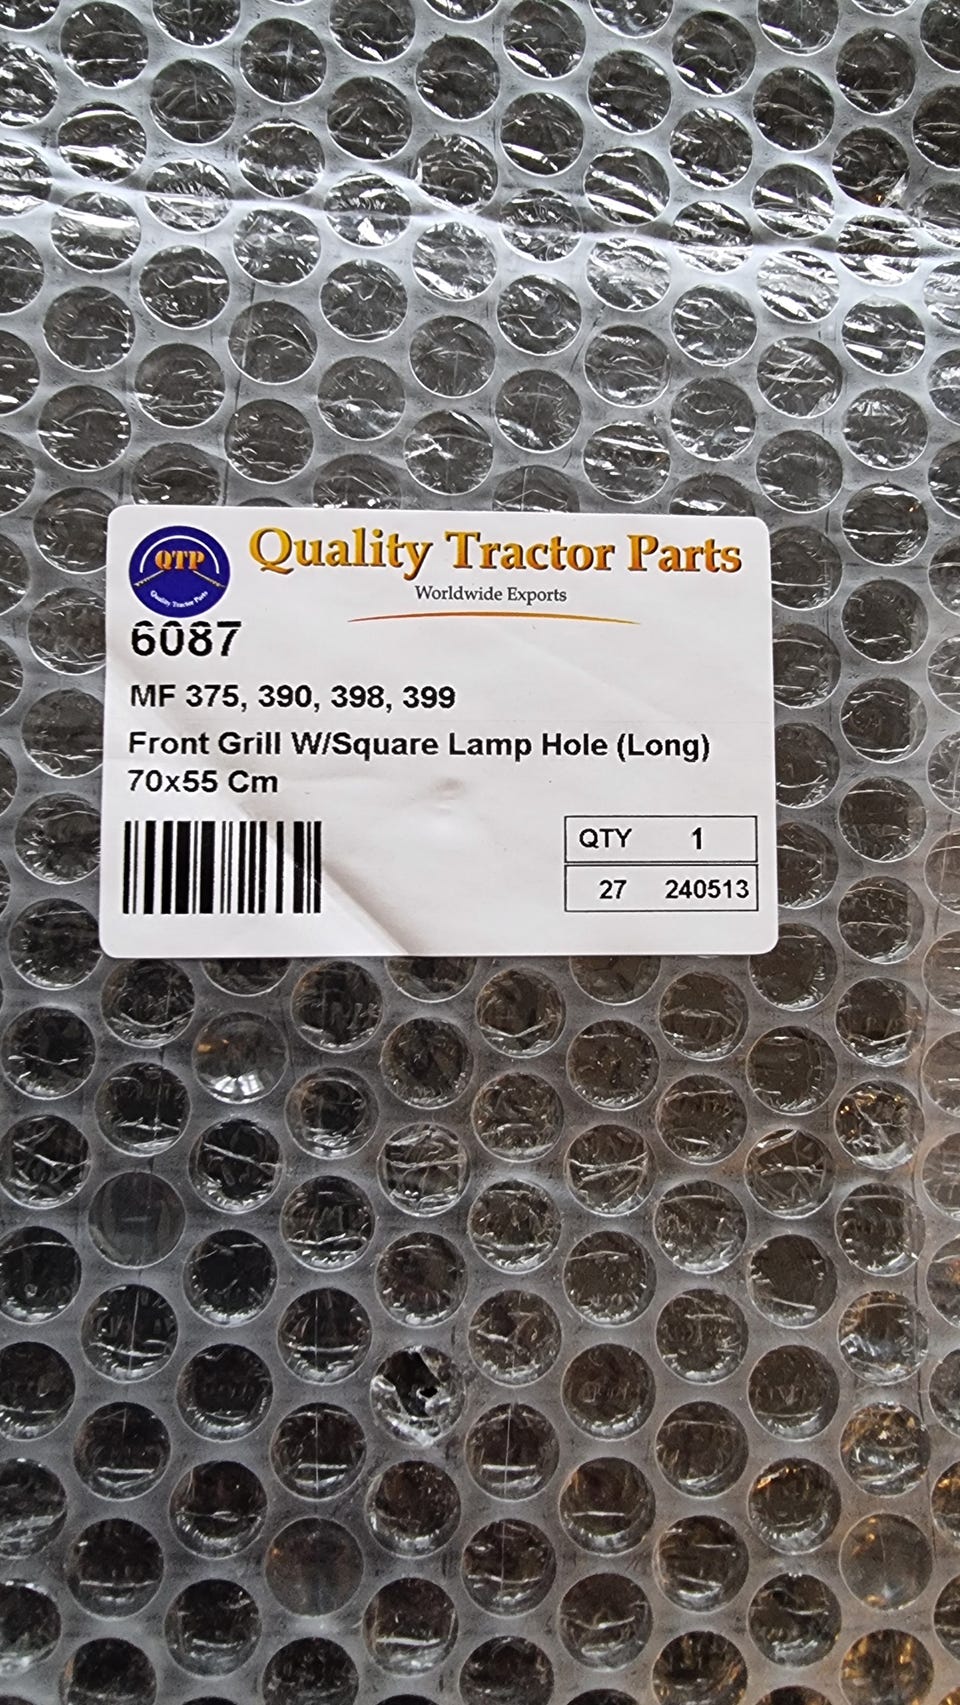 QTP
Quality Tractor Parts
Quality Tractor Parts
Worldwide Exports
6087
MF 375, 390, 398, 399
Front Grill W/Square Lamp Hole (Long)
70x55 Cm
QTY 1
27 240513